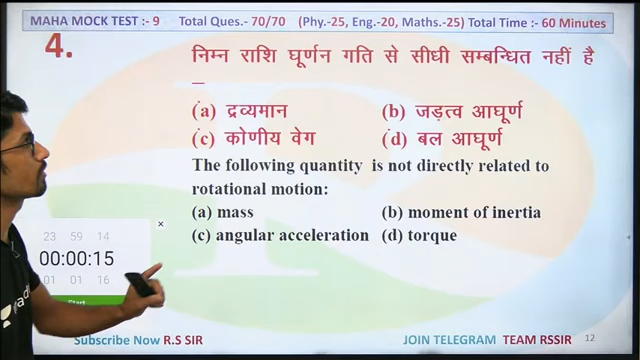 MAHA MOCK TEST :- 9 Total Ques.- 70/70 (Phy.-25, Eng.-20, Maths.-25) Total Time :- 60 Minutes
4. निम्न राशि घूर्णन गति से सीधी सम्बन्धित नहीं है
–
(a) द्रव्यमान (b) जड़त्व आघूर्ण
(c) कोणीय वेग (d) बल आघूर्ण
The following quantity is not directly related to
rotational motion:
(a) mass (b) moment of inertia
(c) angular acceleration (d) torque
23 59 14
00:00:15
01 01 16
Start
Subscribe Now R.S SIR JOIN TELEGRAM TEAM RSSIR 12